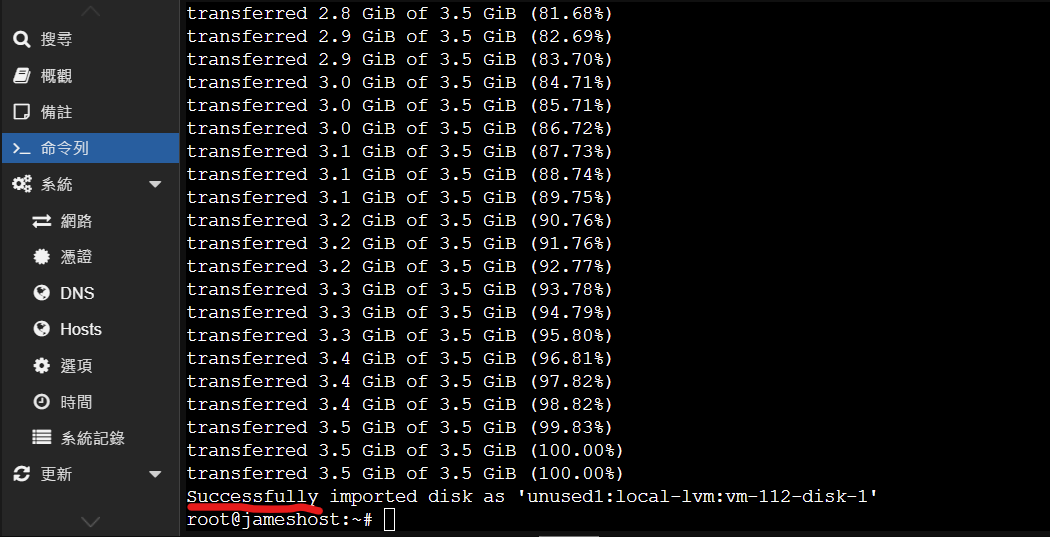 搜尋
概觀
備註
命令列
系統
網路
憑證
DNS
Hosts
選項
時間
系統記錄
更新
transferred 2.8 GiB of 3.5 GiB (81.68%)
transferred 2.9 GiB of 3.5 GiB (82.69%)
transferred 2.9 GiB of 3.5 GiB (83.70%)
transferred 3.0 GiB of 3.5 GiB (84.71%)
transferred 3.0 GiB of 3.5 GiB (85.71%)
transferred 3.0 GiB of 3.5 GiB (86.72%)
transferred 3.1 GiB of 3.5 GiB (87.73%)
transferred 3.1 GiB of 3.5 GiB (88.74%)
transferred 3.1 GiB of 3.5 GiB (89.75%)
transferred 3.2 GiB of 3.5 GiB (90.76%)
transferred 3.2 GiB of 3.5 GiB (91.76%)
transferred 3.2 GiB of 3.5 GiB (92.77%)
transferred 3.3 GiB of 3.5 GiB (93.78%)
transferred 3.3 GiB of 3.5 GiB (94.79%)
transferred 3.3 GiB of 3.5 GiB (95.80%)
transferred 3.4 GiB of 3.5 GiB (96.81%)
transferred 3.4 GiB of 3.5 GiB (97.82%)
transferred 3.4 GiB of 3.5 GiB (98.82%)
transferred 3.5 GiB of 3.5 GiB (99.83%)
transferred 3.5 GiB of 3.5 GiB (100.00%)
transferred 3.5 GiB of 3.5 GiB (100.00%)
Successfully imported disk as 'unused1:local-lvm:vm-112-disk-1'
root@jameshost:~#